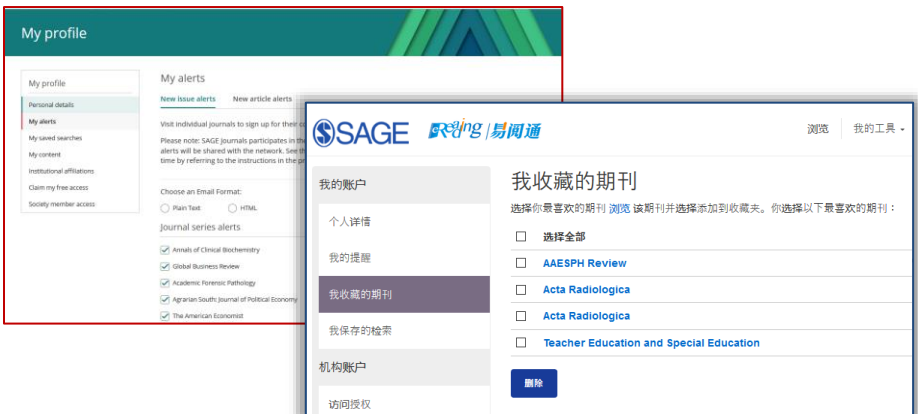 My profile
My profile
Personal details
My alerts
My saved searches
My content
Institutional affiliations
Claim my free access
Society member access
My alerts
New issue alerts New article alerts
Visit individual journals to sign up for their
Please note: SAGE Journals participates in the
alerts will be shared with the network. See th
time by referring to the instructions in the pr
Choose an Email Format:
Plain Text HTML
Journal series alerts
Annals of Clinical Biochemistry
Global Business Review
Academic Forensic Pathology
Agrarian South: Journal of Political Economy
The American Economist
SAGE 易阅通
浏览 我的工具
我的账户
个人详情
我的提醒
我收藏的期刊
我保存的检索
机构账户
访问授权
我收藏的期刊
选择你最喜欢的期刊 浏览 该期刊并选择添加到收藏夹。你选择以下最喜欢的期刊：
选择全部
AAESPH Review
Acta Radiologica
Acta Radiologica
Teacher Education and Special Education
删除